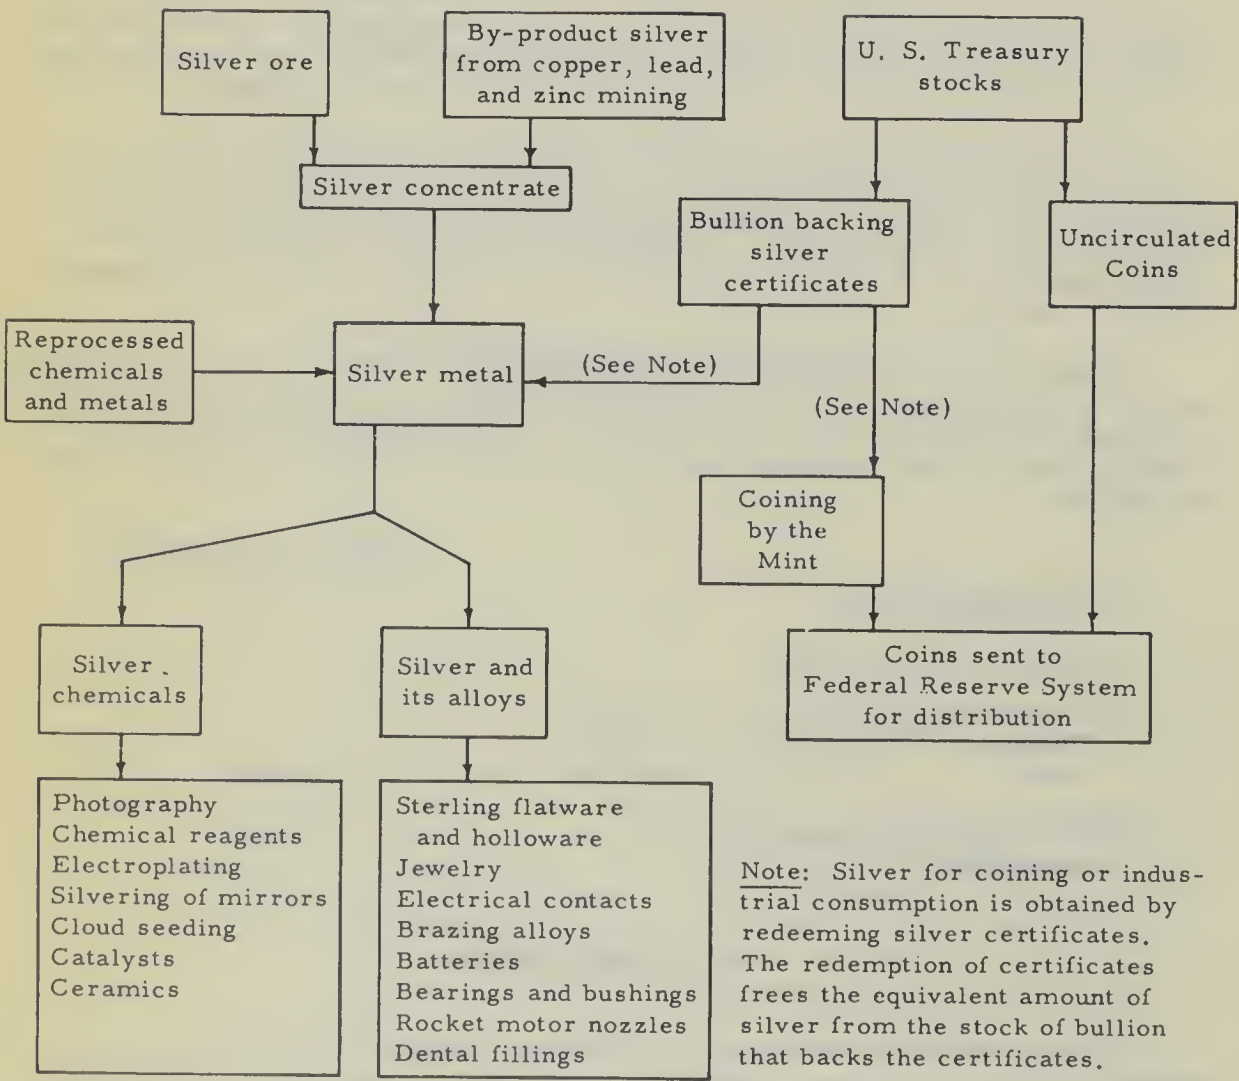 Silver ore
By-product silver
from copper, lead,
and zinc mining
U. S. Treasury
stocks
Silver concentrate
Bullion backing
silver
certificates
Uncirculated
Coins
Reprocessed
chemicals
and metals
Silver metal
(See Note)
(See Note)
Coining
by the
Mint
Silver
chemicals
Silver and
its alloys
Coins sent to
Federal Reserve System
for distribution
Photography
Chemical reagents
Electroplating
Silvering of mirrors
Cloud seeding
Catalysts
Ceramics
Sterling flatware
and holloware
Jewelry
Electrical contacts
Brazing alloys
Batteries
Bearings and bushings
Rocket motor nozzles
Dental fillings
Note: Silver for coining or indus-
trial consumption is obtained by
redeeming silver certificates.
The redemption of certificates
frees the equivalent amount of
silver from the stock of bullion
that backs the certificates.